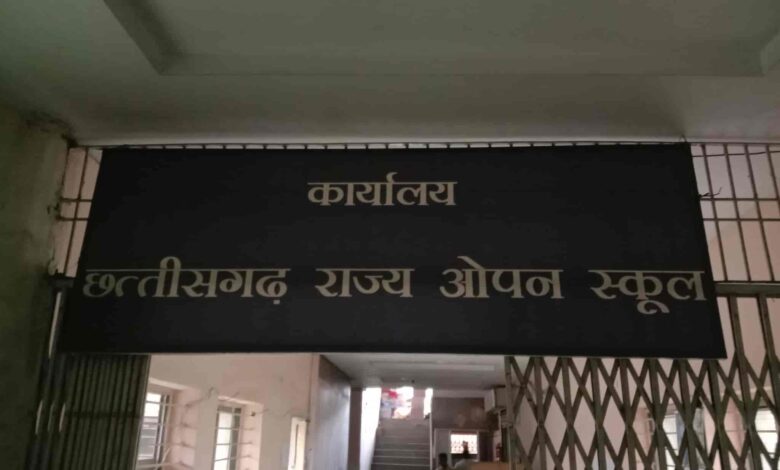 कार्यालय
छत्तीसगढ़ राज्य ओपन स्कूल